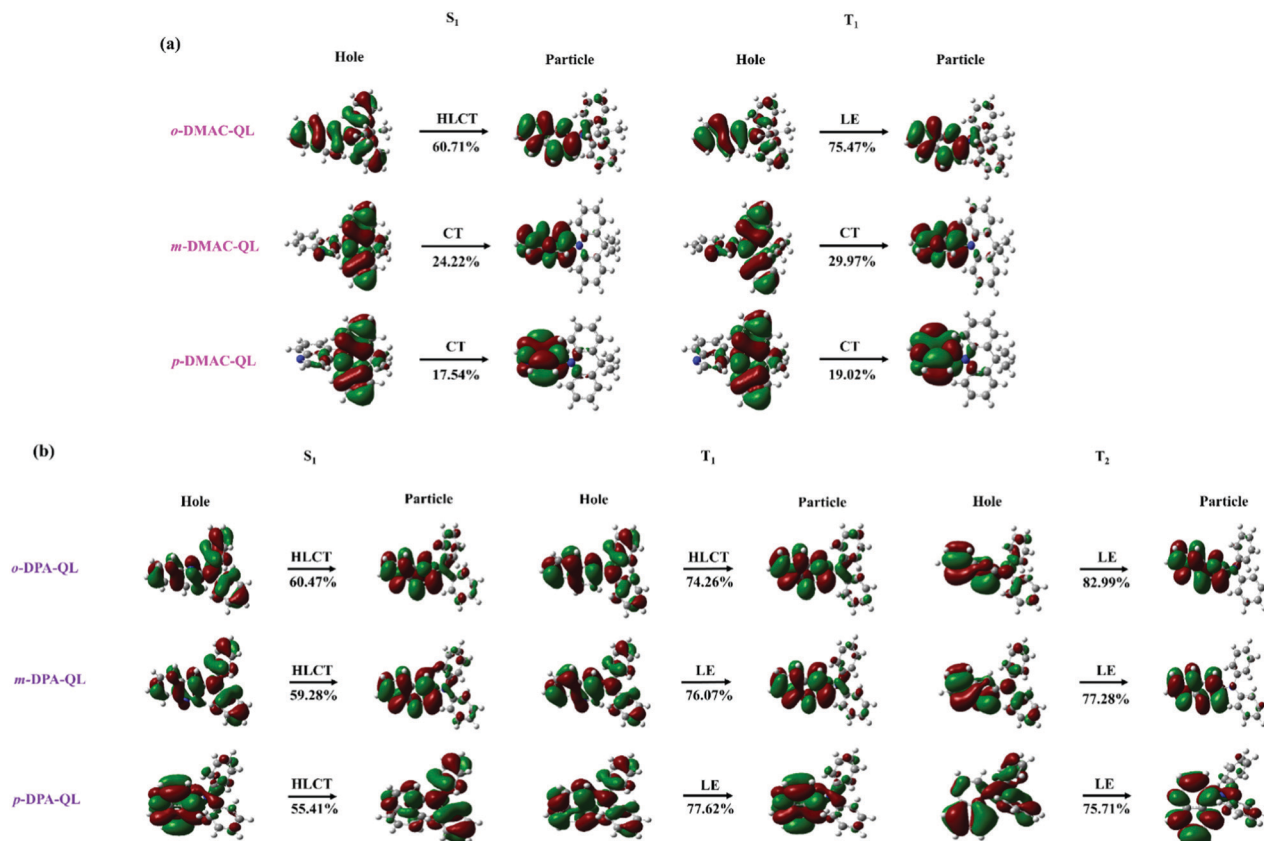 S₁ T₁
(a)
Hole Particle Hole Particle
o-DMAC-QL HLCT 60.71% LE 75.47%
m-DMAC-QL CT 24.22% CT 29.97%
p-DMAC-QL CT 17.54% CT 19.02%
(b)
S₁ T₁ T₂
Hole Particle Hole Particle Hole Particle
o-DPA-QL HLCT 60.47% HLCT 74.26% LE 82.99%
m-DPA-QL HLCT 59.28% LE 76.07% LE 77.28%
p-DPA-QL HLCT 55.41% LE 77.62% LE 75.71%